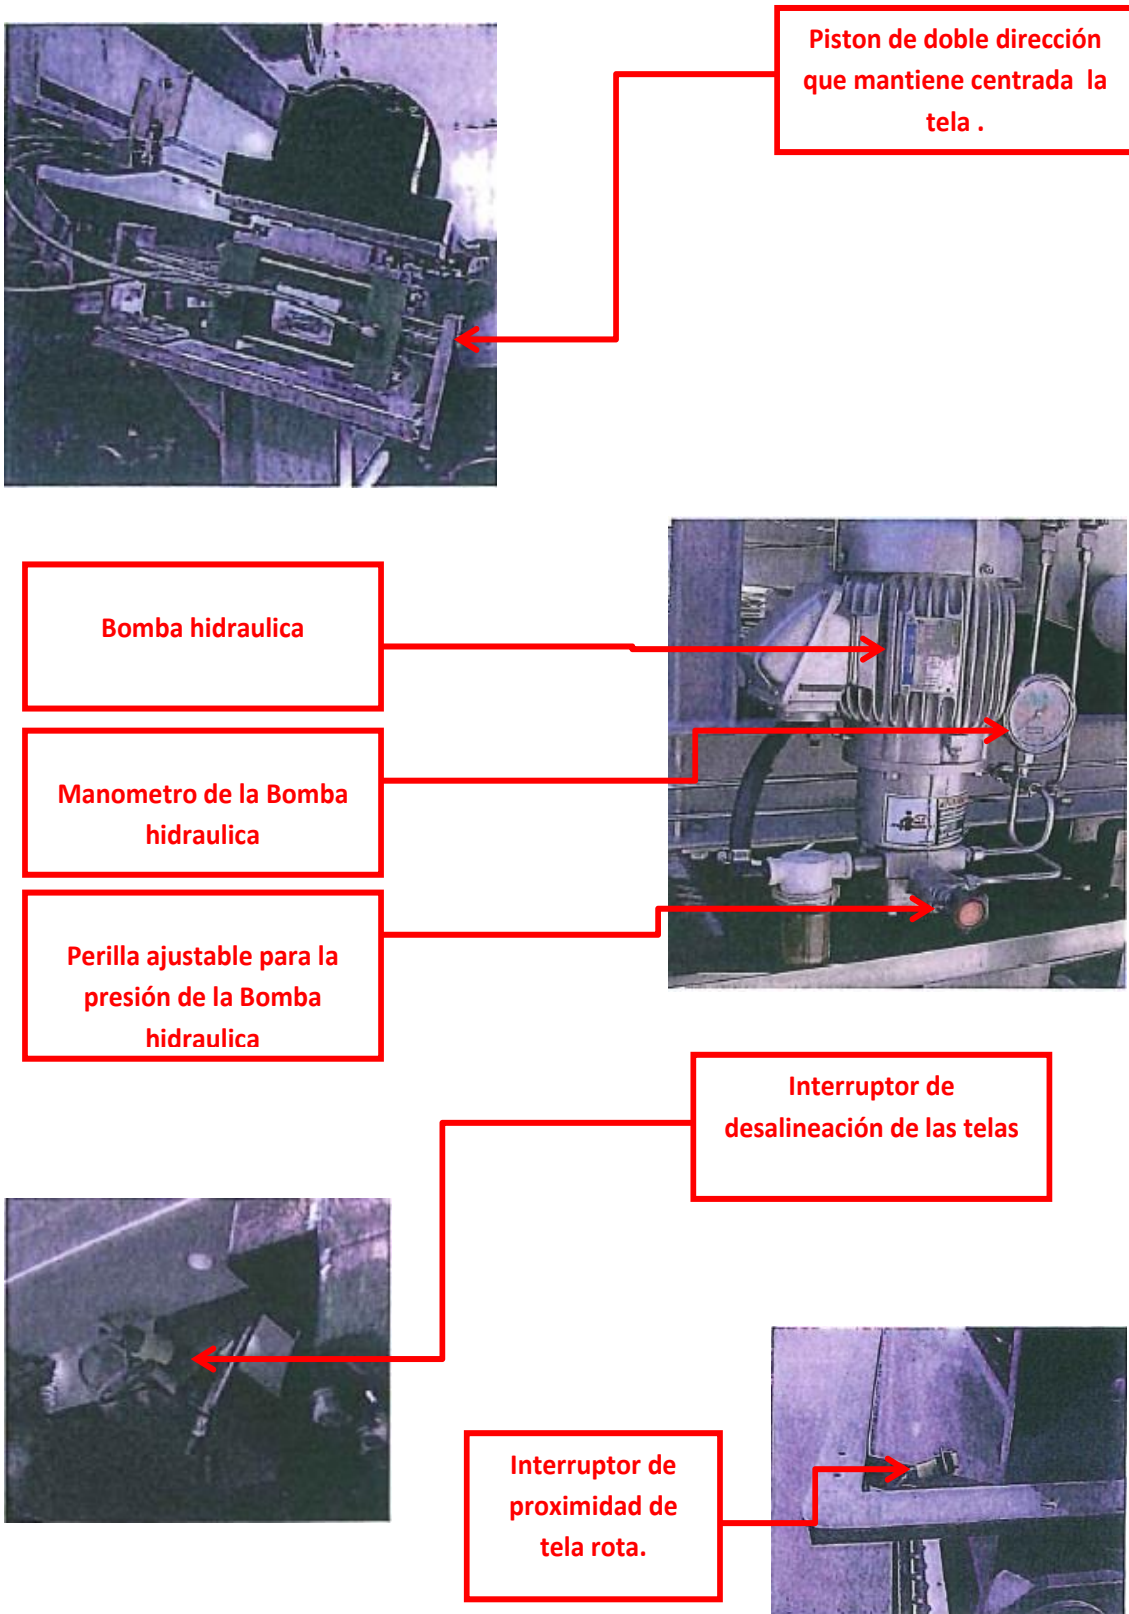 Piston de doble dirección
que mantiene centrada la
tela .
Bomba hidraulica
Manometro de la Bomba
hidraulica
Perilla ajustable para la
presión de la Bomba
hidraulica
Interruptor de
desalineación de las telas
Interruptor de
proximidad de
tela rota.